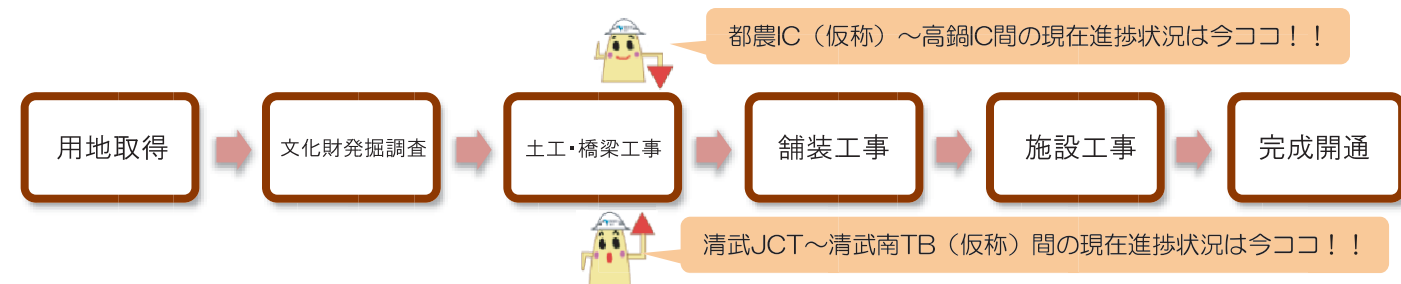 都農IC（仮称）～高鍋IC間の現在進捗状況は今ココ！！
用地取得
文化財発掘調査
土工・橋梁工事
舗装工事
施設工事
完成開通
清武JCT～清武南TB（仮称）間の現在進捗状況は今ココ！！